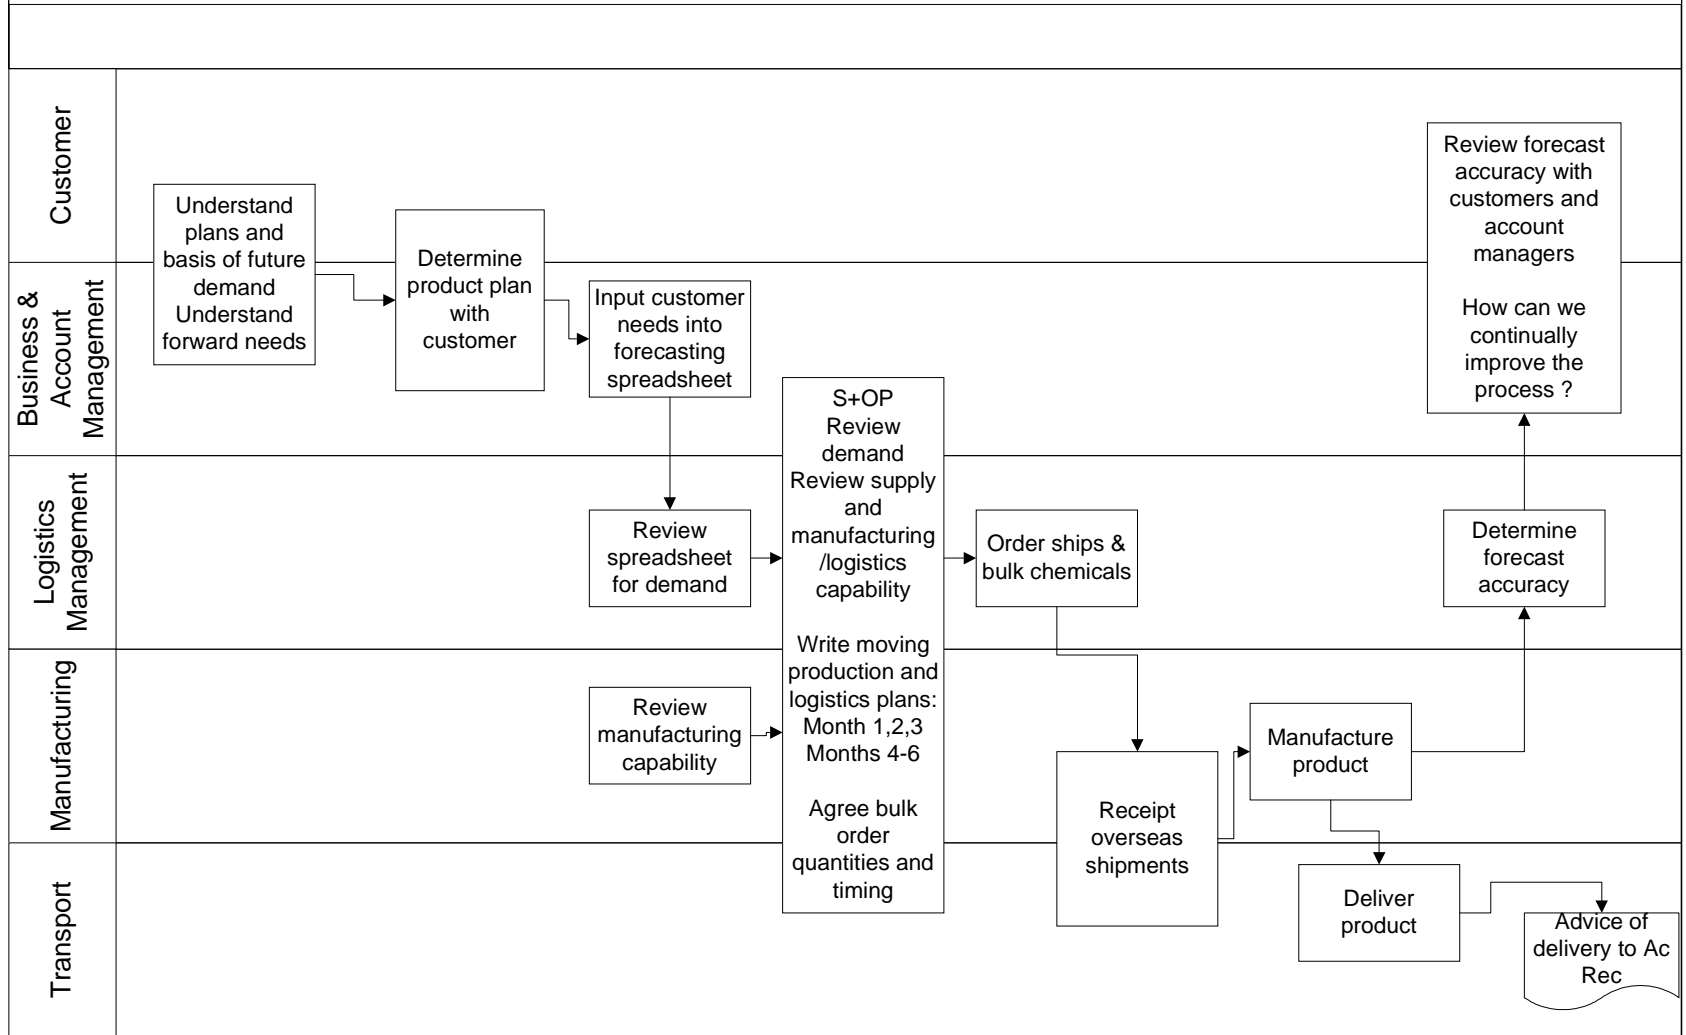 Customer
Understand
plans and
basis of future
demand
Understand
forward needs
Determine
product plan
with
customer
Review forecast
accuracy with
customers and
account
managers
How can we
continually
improve the
process ?
Business &
Account
Management
Input customer
needs into
forecasting
spreadsheet
S+OP
Review
demand
Review supply
and
manufacturing
/logistics
capability
Write moving
production and
logistics plans:
Month 1,2,3
Months 4-6
Agree bulk
order
quantities and
timing
Logistics
Management
Review
spreadsheet
for demand
Order ships &
bulk chemicals
Determine
forecast
accuracy
Manufacturing
Review
manufacturing
capability
Receipt
overseas
shipments
Manufacture
product
Transport
Deliver
product
Advice of
delivery to Ac
Rec